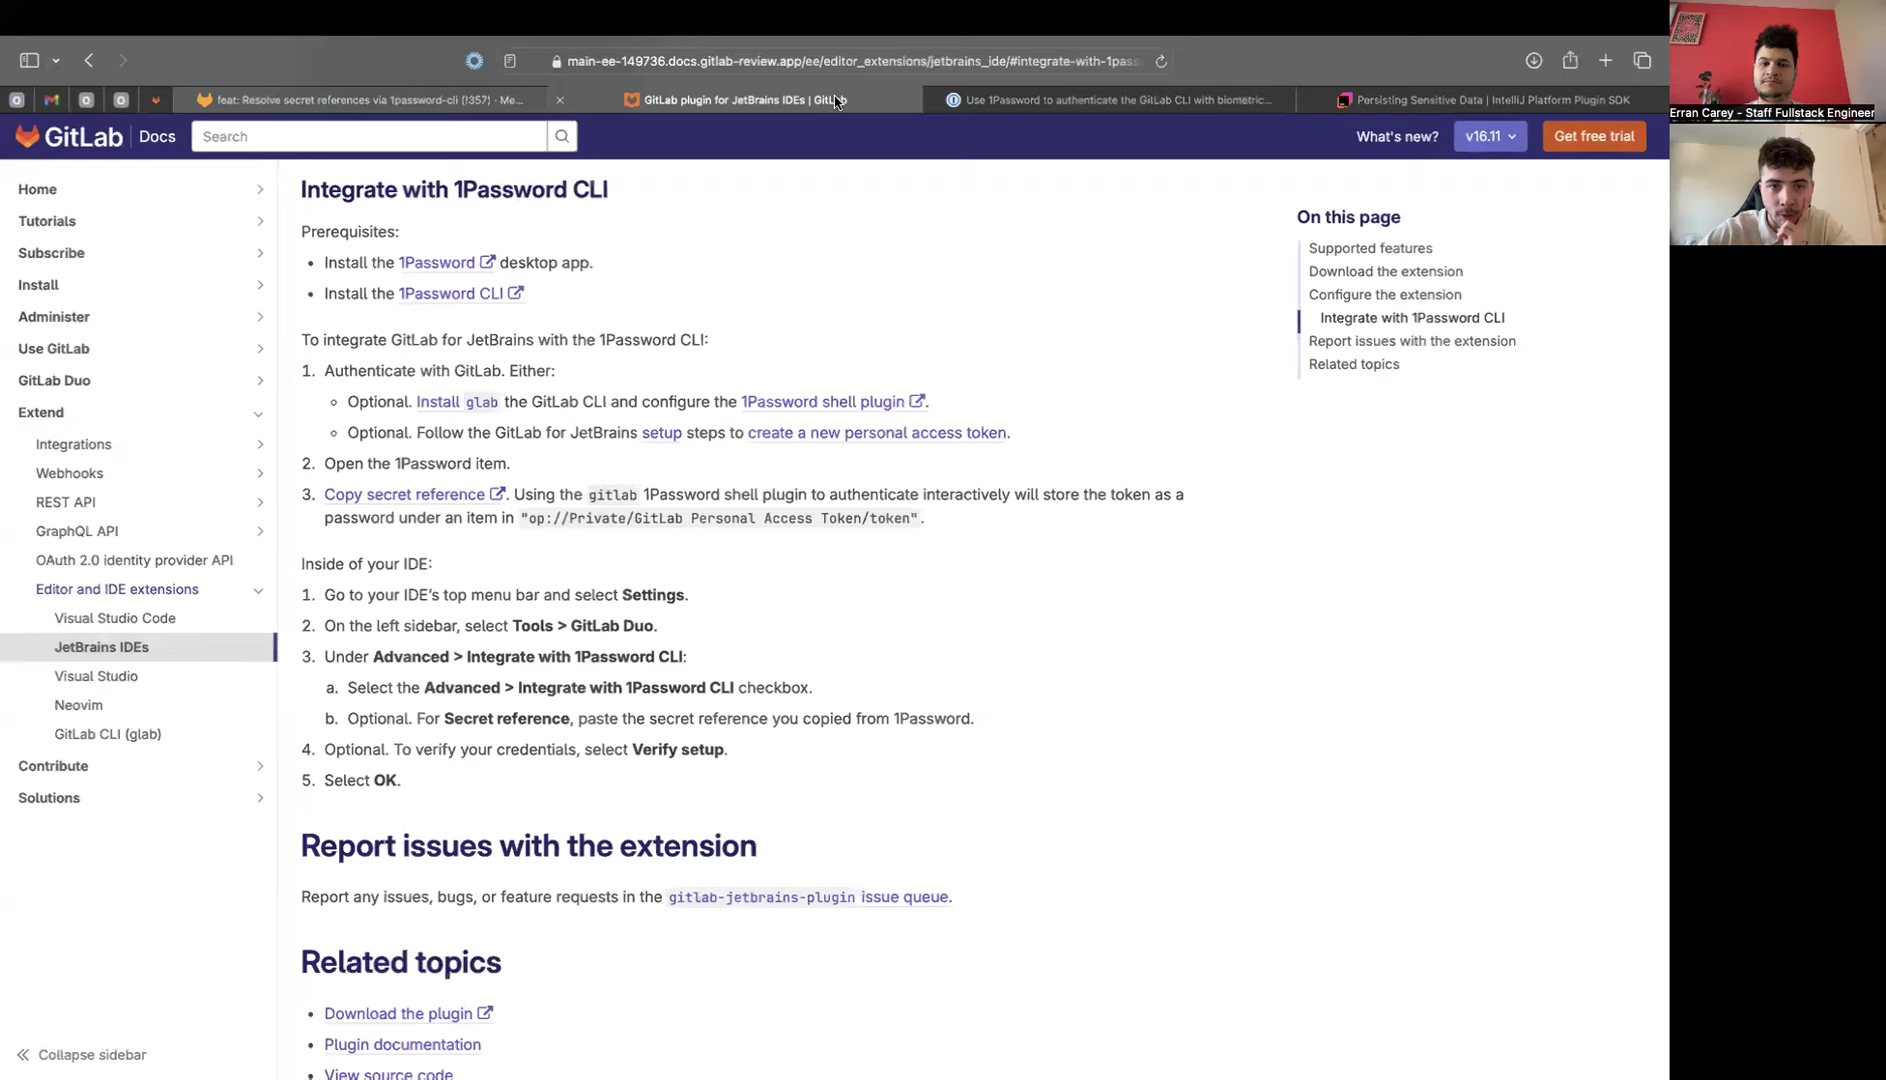 main-ee-149736.docs.gitlab-review.app/ee/editor_extensions/jetbrains_ide/#integrate-with-1pass
feat: Resolve secret references via 1password-cli (!357) · Me...
GitLab plugin for JetBrains IDEs | GitLab
Use 1Password to authenticate the GitLab CLI with biometric...
Persisting Sensitive Data | IntelliJ Platform Plugin SDK
Erran Carey - Staff Fullstack Engineer
GitLab Docs
Search
What's new?
v16.11
Get free trial
Home
Tutorials
Subscribe
Install
Administer
Use GitLab
GitLab Duo
Extend
Integrations
Webhooks
REST API
GraphQL API
OAuth 2.0 identity provider API
Editor and IDE extensions
Visual Studio Code
JetBrains IDEs
Visual Studio
Neovim
GitLab CLI (glab)
Contribute
Solutions
Collapse sidebar
Integrate with 1Password CLI
Prerequisites:
• Install the 1Password desktop app.
• Install the 1Password CLI
To integrate GitLab for JetBrains with the 1Password CLI:
1. Authenticate with GitLab. Either:
Optional. Install glab the GitLab CLI and configure the 1Password shell plugin.
Optional. Follow the GitLab for JetBrains setup steps to create a new personal access token.
2. Open the 1Password item.
3. Copy secret reference. Using the gitlab 1Password shell plugin to authenticate interactively will store the token as a
password under an item in "op://Private/GitLab Personal Access Token/token".
Inside of your IDE:
1. Go to your IDE's top menu bar and select Settings.
2. On the left sidebar, select Tools > GitLab Duo.
3. Under Advanced > Integrate with 1Password CLI:
a. Select the Advanced > Integrate with 1Password CLI checkbox.
b. Optional. For Secret reference, paste the secret reference you copied from 1Password.
4. Optional. To verify your credentials, select Verify setup.
5. Select OK.
Report issues with the extension
Report any issues, bugs, or feature requests in the gitlab-jetbrains-plugin issue queue.
Related topics
• Download the plugin
• Plugin documentation
• View source code
On this page
Supported features
Download the extension
Configure the extension
Integrate with 1Password CLI
Report issues with the extension
Related topics